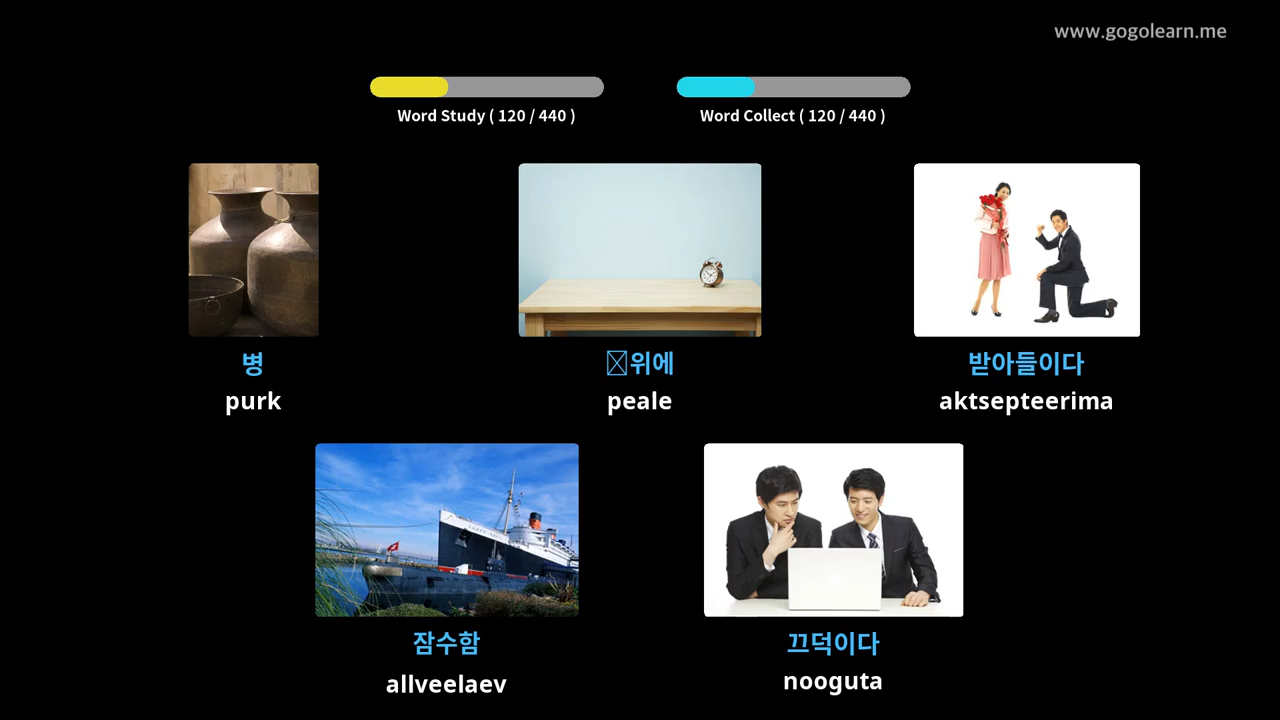 www.gogolearn.me
Word Study ( 120 / 440 )
Word Collect ( 120 / 440 )
병
위에
받아들이다
purk
peale
aktsepteerima
잠수함
끄덕이다
allveelaev
nooguta